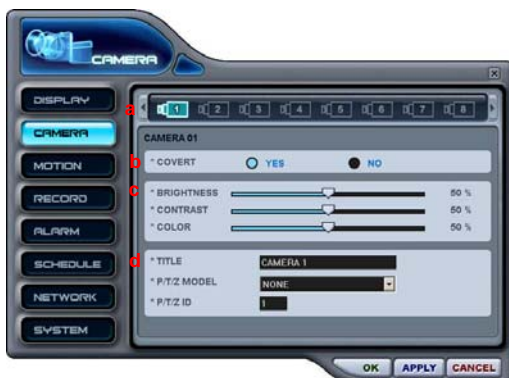 CAMERA
DISPLAY
CAMERA
MOTION
RECORD
ALARM
SCHEDULE
NETWORK
SYSTEM
a 1 2 3 4 5 6 7 8
CAMERA 01
b * COVERT YES NO
c * BRIGHTNESS 50 %
* CONTRAST 50 %
* COLOR 50 %
d * TITLE CAMERA 1
* P/T/Z MODEL NONE
* P/T/Z ID 1
OK APPLY CANCEL